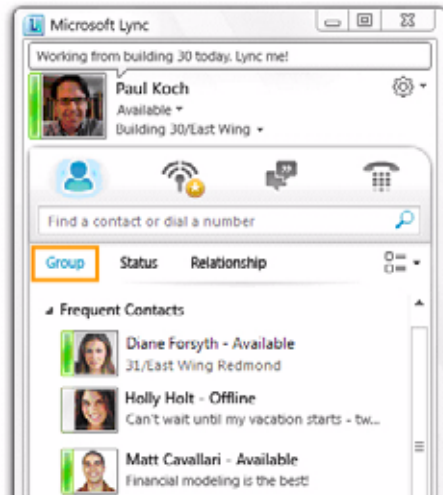 Microsoft Lync
Working from building 30 today. Lync me!
Paul Koch
Available
Building 30/East Wing
Find a contact or dial a number
Group Status Relationship
Frequent Contacts
Diane Forsyth - Available
31/East Wing Redmond
Holly Holt - Offline
Can't wait until my vacation starts - tw...
Matt Cavallari - Available
Financial modeling is the best!